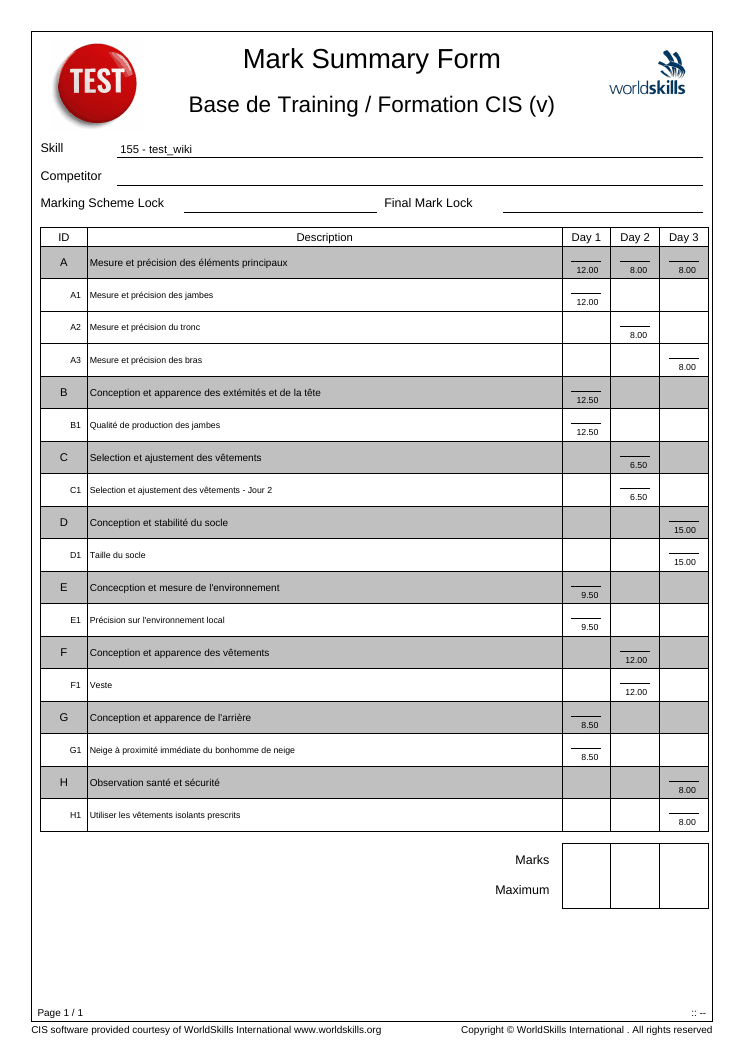 TEST
Mark Summary Form
Base de Training / Formation CIS (v)
worldskills
Skill 155 - test_wiki
Competitor
Marking Scheme Lock Final Mark Lock
ID Description Day 1 Day 2 Day 3
A Mesure et précision des éléments principaux 12.00 8.00 8.00
A1 Mesure et précision des jambes 12.00
A2 Mesure et précision du tronc 8.00
A3 Mesure et précision des bras 8.00
B Conception et apparence des extémités et de la tête 12.50
B1 Qualité de production des jambes 12.50
C Selection et ajustement des vêtements 6.50
C1 Selection et ajustement des vêtements - Jour 2 6.50
D Conception et stabilité du socle 15.00
D1 Taille du socle 15.00
E Concecption et mesure de l'environnement 9.50
E1 Précision sur l'environnement local 9.50
F Conception et apparence des vêtements 12.00
F1 Veste 12.00
G Conception et apparence de l'arrière 8.50
G1 Neige à proximité immédiate du bonhomme de neige 8.50
H Observation santé et sécurité 8.00
H1 Utiliser les vêtements isolants prescrits 8.00
Marks
Maximum
Page 1 / 1 :: --
CIS software provided courtesy of WorldSkills International www.worldskills.org Copyright © WorldSkills International . All rights reserved